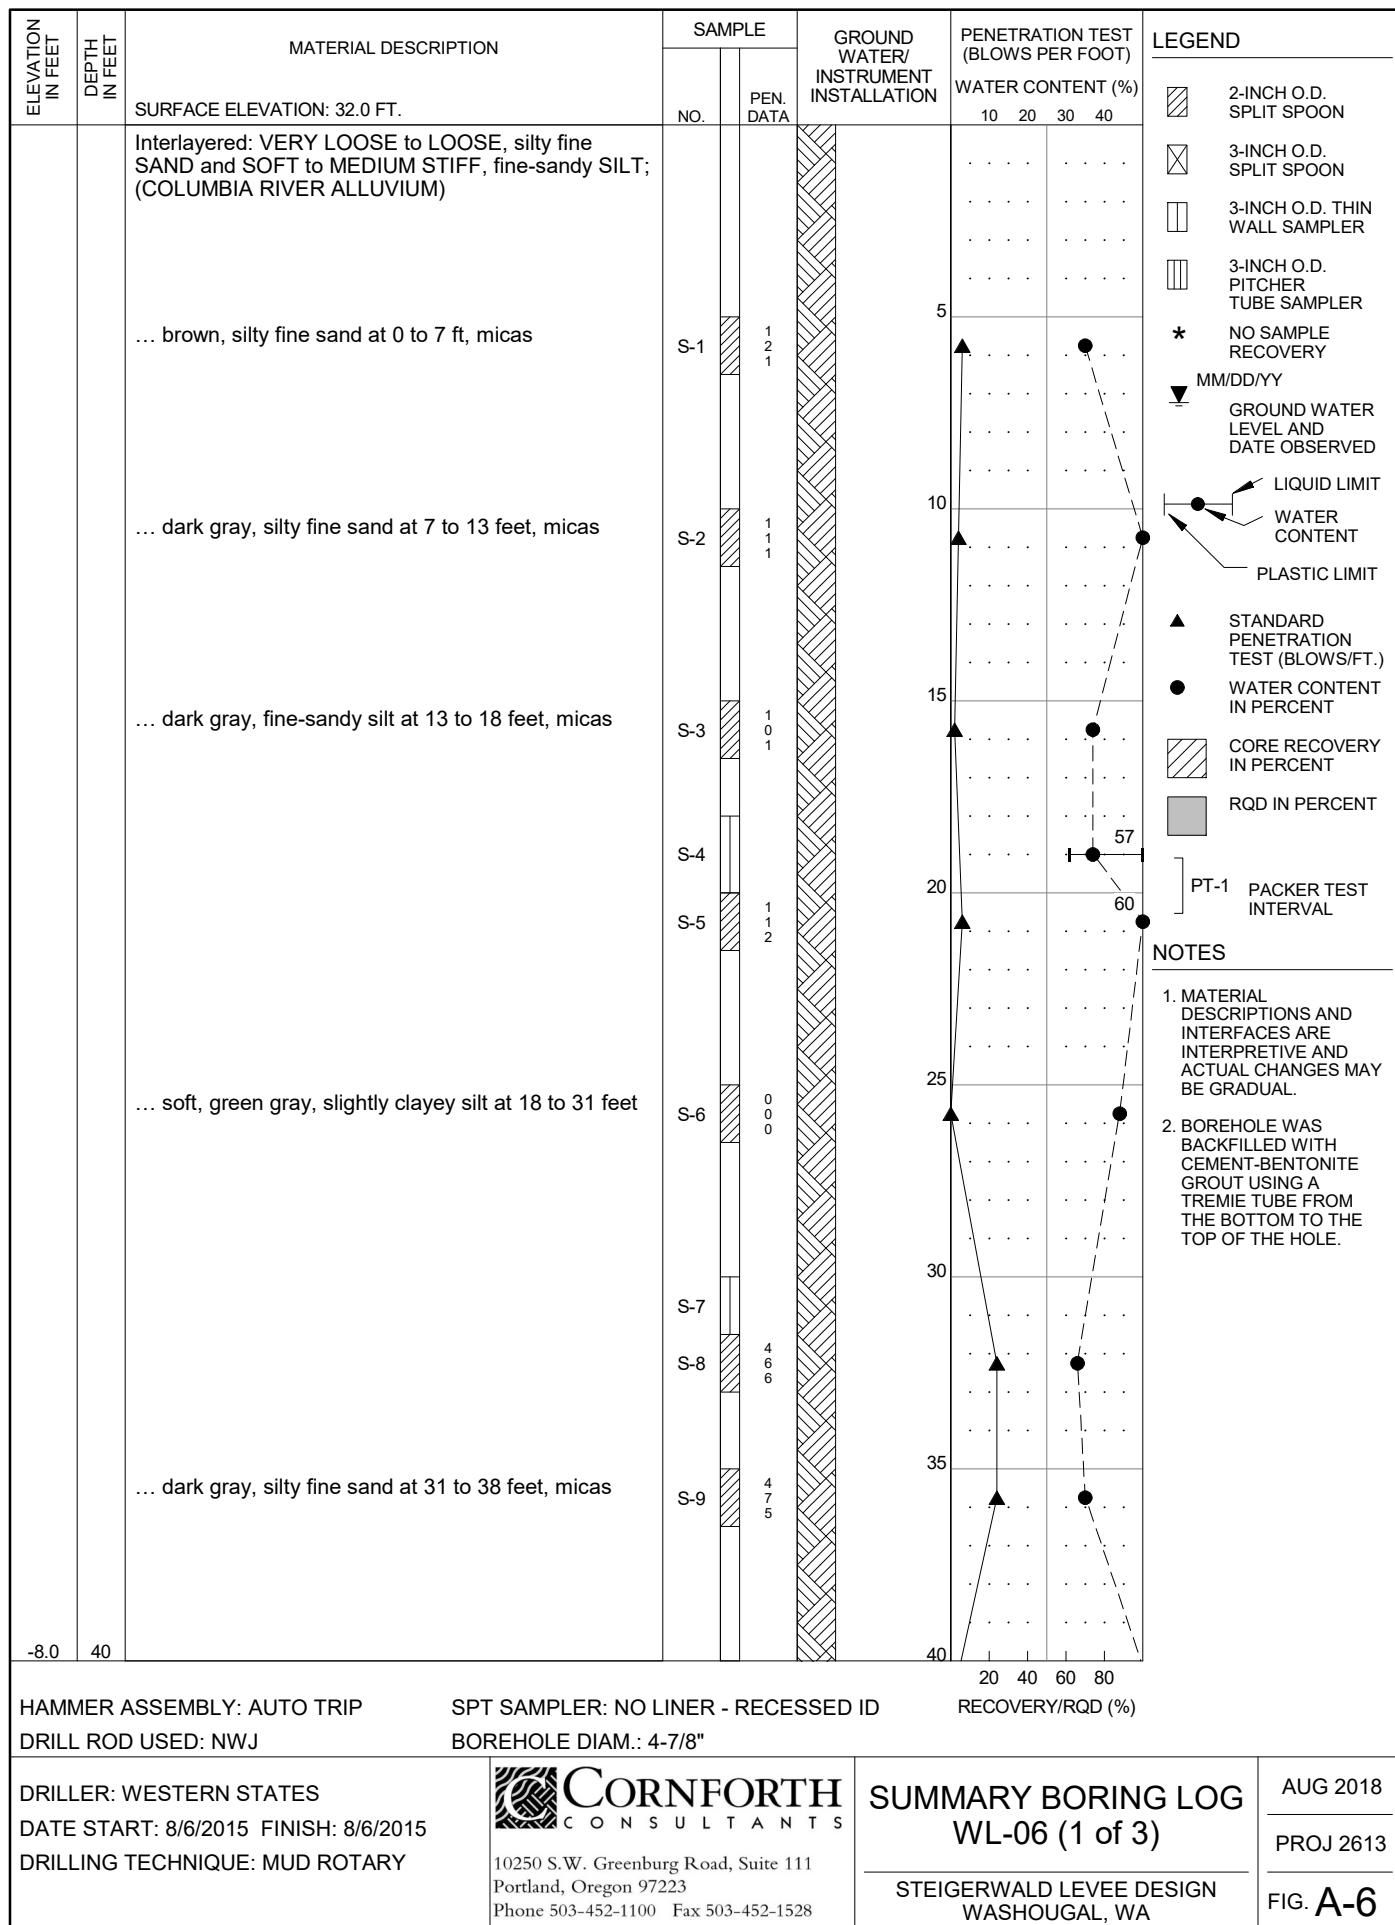 ELEVATION
IN FEET
DEPTH
IN FEET
MATERIAL DESCRIPTION
SURFACE ELEVATION: 32.0 FT.
SAMPLE
NO.
PEN.
DATA
GROUND
WATER/
INSTRUMENT
INSTALLATION
PENETRATION TEST
(BLOWS PER FOOT)
WATER CONTENT (%)
10 20 30 40
Interlayered: VERY LOOSE to LOOSE, silty fine
SAND and SOFT to MEDIUM STIFF, fine-sandy SILT;
(COLUMBIA RIVER ALLUVIUM)
5
... brown, silty fine sand at 0 to 7 ft, micas
S-1
1
2
1
10
... dark gray, silty fine sand at 7 to 13 feet, micas
S-2
1
1
1
15
... dark gray, fine-sandy silt at 13 to 18 feet, micas
S-3
1
0
1
S-4
57
20
S-5
1
1
2
60
25
... soft, green gray, slightly clayey silt at 18 to 31 feet
S-6
0
0
0
30
S-7
S-8
4
6
6
35
... dark gray, silty fine sand at 31 to 38 feet, micas
S-9
4
7
5
-8.0 40
40
20 40 60 80
RECOVERY/RQD (%)
LEGEND
2-INCH O.D.
SPLIT SPOON
3-INCH O.D.
SPLIT SPOON
3-INCH O.D. THIN
WALL SAMPLER
3-INCH O.D.
PITCHER
TUBE SAMPLER
* NO SAMPLE
RECOVERY
MM/DD/YY
GROUND WATER
LEVEL AND
DATE OBSERVED
LIQUID LIMIT
WATER
CONTENT
PLASTIC LIMIT
STANDARD
PENETRATION
TEST (BLOWS/FT.)
WATER CONTENT
IN PERCENT
CORE RECOVERY
IN PERCENT
RQD IN PERCENT
PT-1 PACKER TEST
INTERVAL
NOTES
1. MATERIAL
DESCRIPTIONS AND
INTERFACES ARE
INTERPRETIVE AND
ACTUAL CHANGES MAY
BE GRADUAL.
2. BOREHOLE WAS
BACKFILLED WITH
CEMENT-BENTONITE
GROUT USING A
TREMIE TUBE FROM
THE BOTTOM TO THE
TOP OF THE HOLE.
HAMMER ASSEMBLY: AUTO TRIP
SPT SAMPLER: NO LINER - RECESSED ID
DRILL ROD USED: NWJ
BOREHOLE DIAM.: 4-7/8"
DRILLER: WESTERN STATES
DATE START: 8/6/2015 FINISH: 8/6/2015
DRILLING TECHNIQUE: MUD ROTARY
CORNFORTH
CONSULTANTS
10250 S.W. Greenburg Road, Suite 111
Portland, Oregon 97223
Phone 503-452-1100 Fax 503-452-1528
SUMMARY BORING LOG
WL-06 (1 of 3)
STEIGERWALD LEVEE DESIGN
WASHOUGAL, WA
AUG 2018
PROJ 2613
FIG. A-6